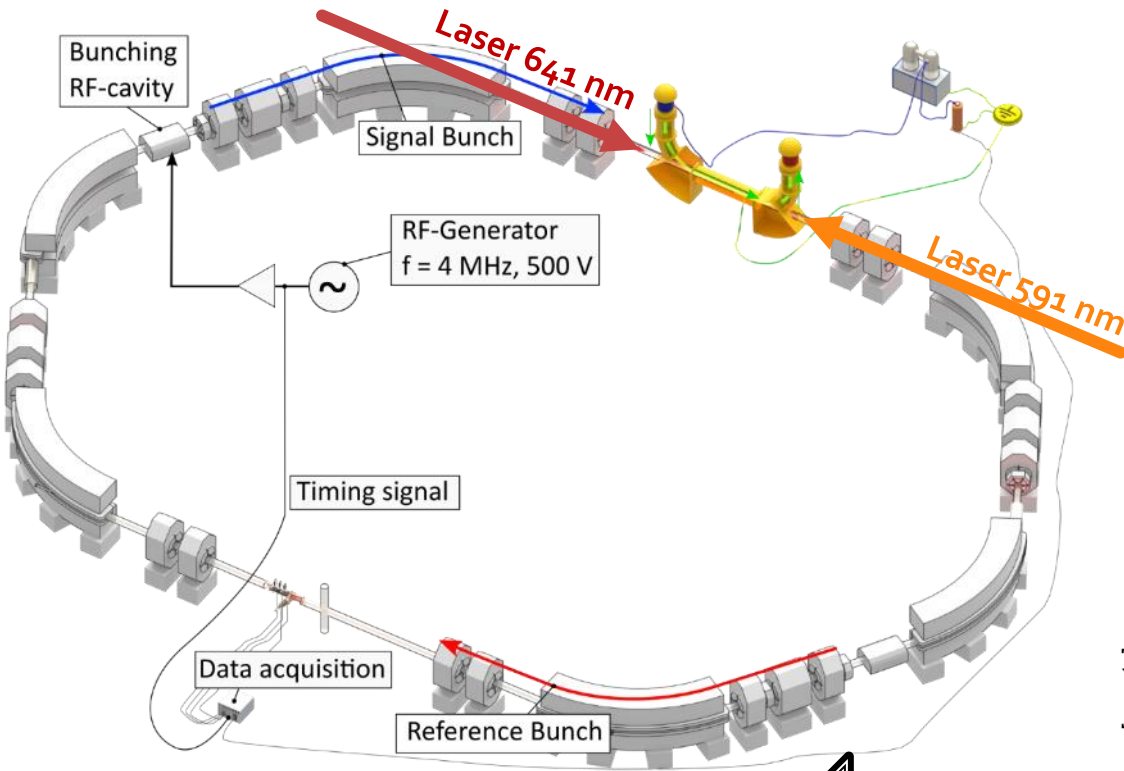 Bunching
RF-cavity
Laser 641 nm
Signal Bunch
RF-Generator
f = 4 MHz, 500 V
~
Laser 591 nm
Timing signal
Data acquisition
Reference Bunch